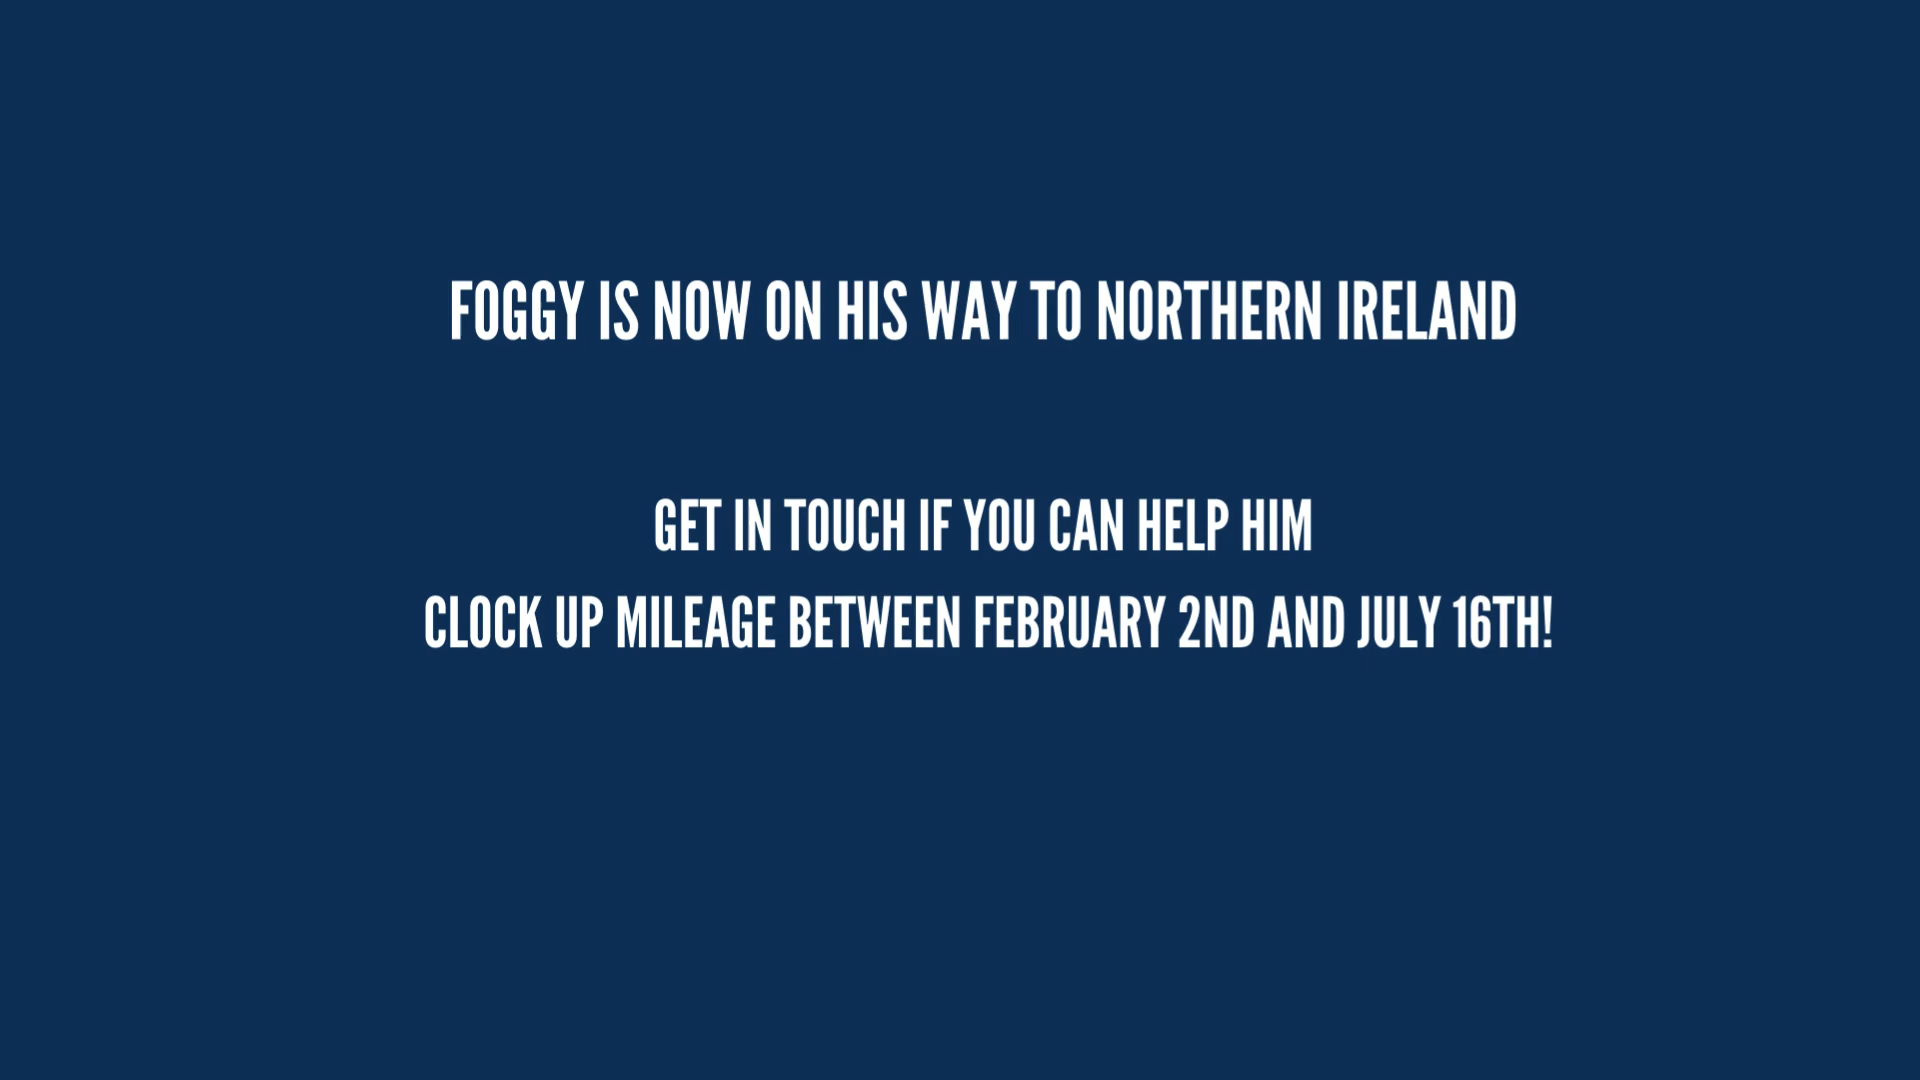 FOGGY IS NOW ON HIS WAY TO NORTHERN IRELAND
GET IN TOUCH IF YOU CAN HELP HIM
CLOCK UP MILEAGE BETWEEN FEBRUARY 2ND AND JULY 16TH!